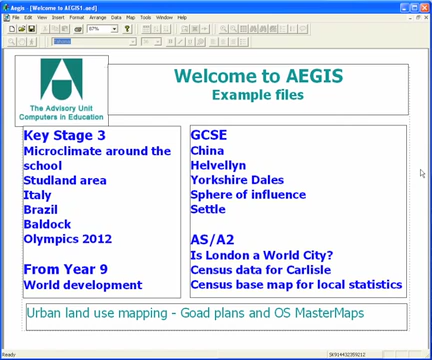 Aegis - [Welcome to AEGIS1.aed]
File Edit View Insert Format Arrange Data Map Tools Window Help
87%
Welcome to AEGIS
Example files
The Advisory Unit
Computers in Education
Key Stage 3
Microclimate around the
school
Studland area
Italy
Brazil
Baldock
Olympics 2012
From Year 9
World development
GCSE
China
Helvellyn
Yorkshire Dales
Sphere of influence
Settle
AS/A2
Is London a World City?
Census data for Carlisle
Census base map for local statistics
Urban land use mapping - Goad plans and OS MasterMaps
Ready